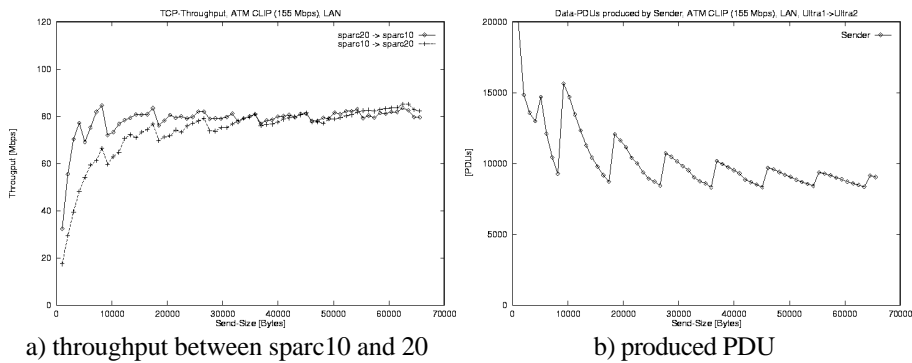 TCP-Throughput, ATM CLIP (155 Mbps), LAN
120
100
80
60
40
20
0
Througput [Mbps]
sparc20 -> sparc10
sparc10 -> sparc20
0 10000 20000 30000 40000 50000 60000 70000
Send-Size [Bytes]
a) throughput between sparc10 and 20
Data-PDUs produced by Sender, ATM CLIP (155 Mbps), LAN, Ultra1->Ultra2
20000
15000
10000
5000
0
[PDUs]
Sender
0 10000 20000 30000 40000 50000 60000 70000
Send-Size [Bytes]
b) produced PDU